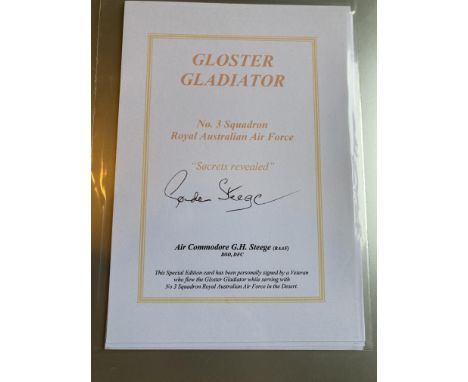 GLOSTER
GLADIATOR
No. 3 Squadron
Royal Australian Air Force
"Secrets revealed"
Gordon Steege
Air Commodore G.H. Steege (RAAF)
DSO, DFC
This Special Edition card has been personally signed by a Veteran
who flew the Gloster Gladiator while serving with
No 3 Squadron Royal Australian Air Force in the Desert.